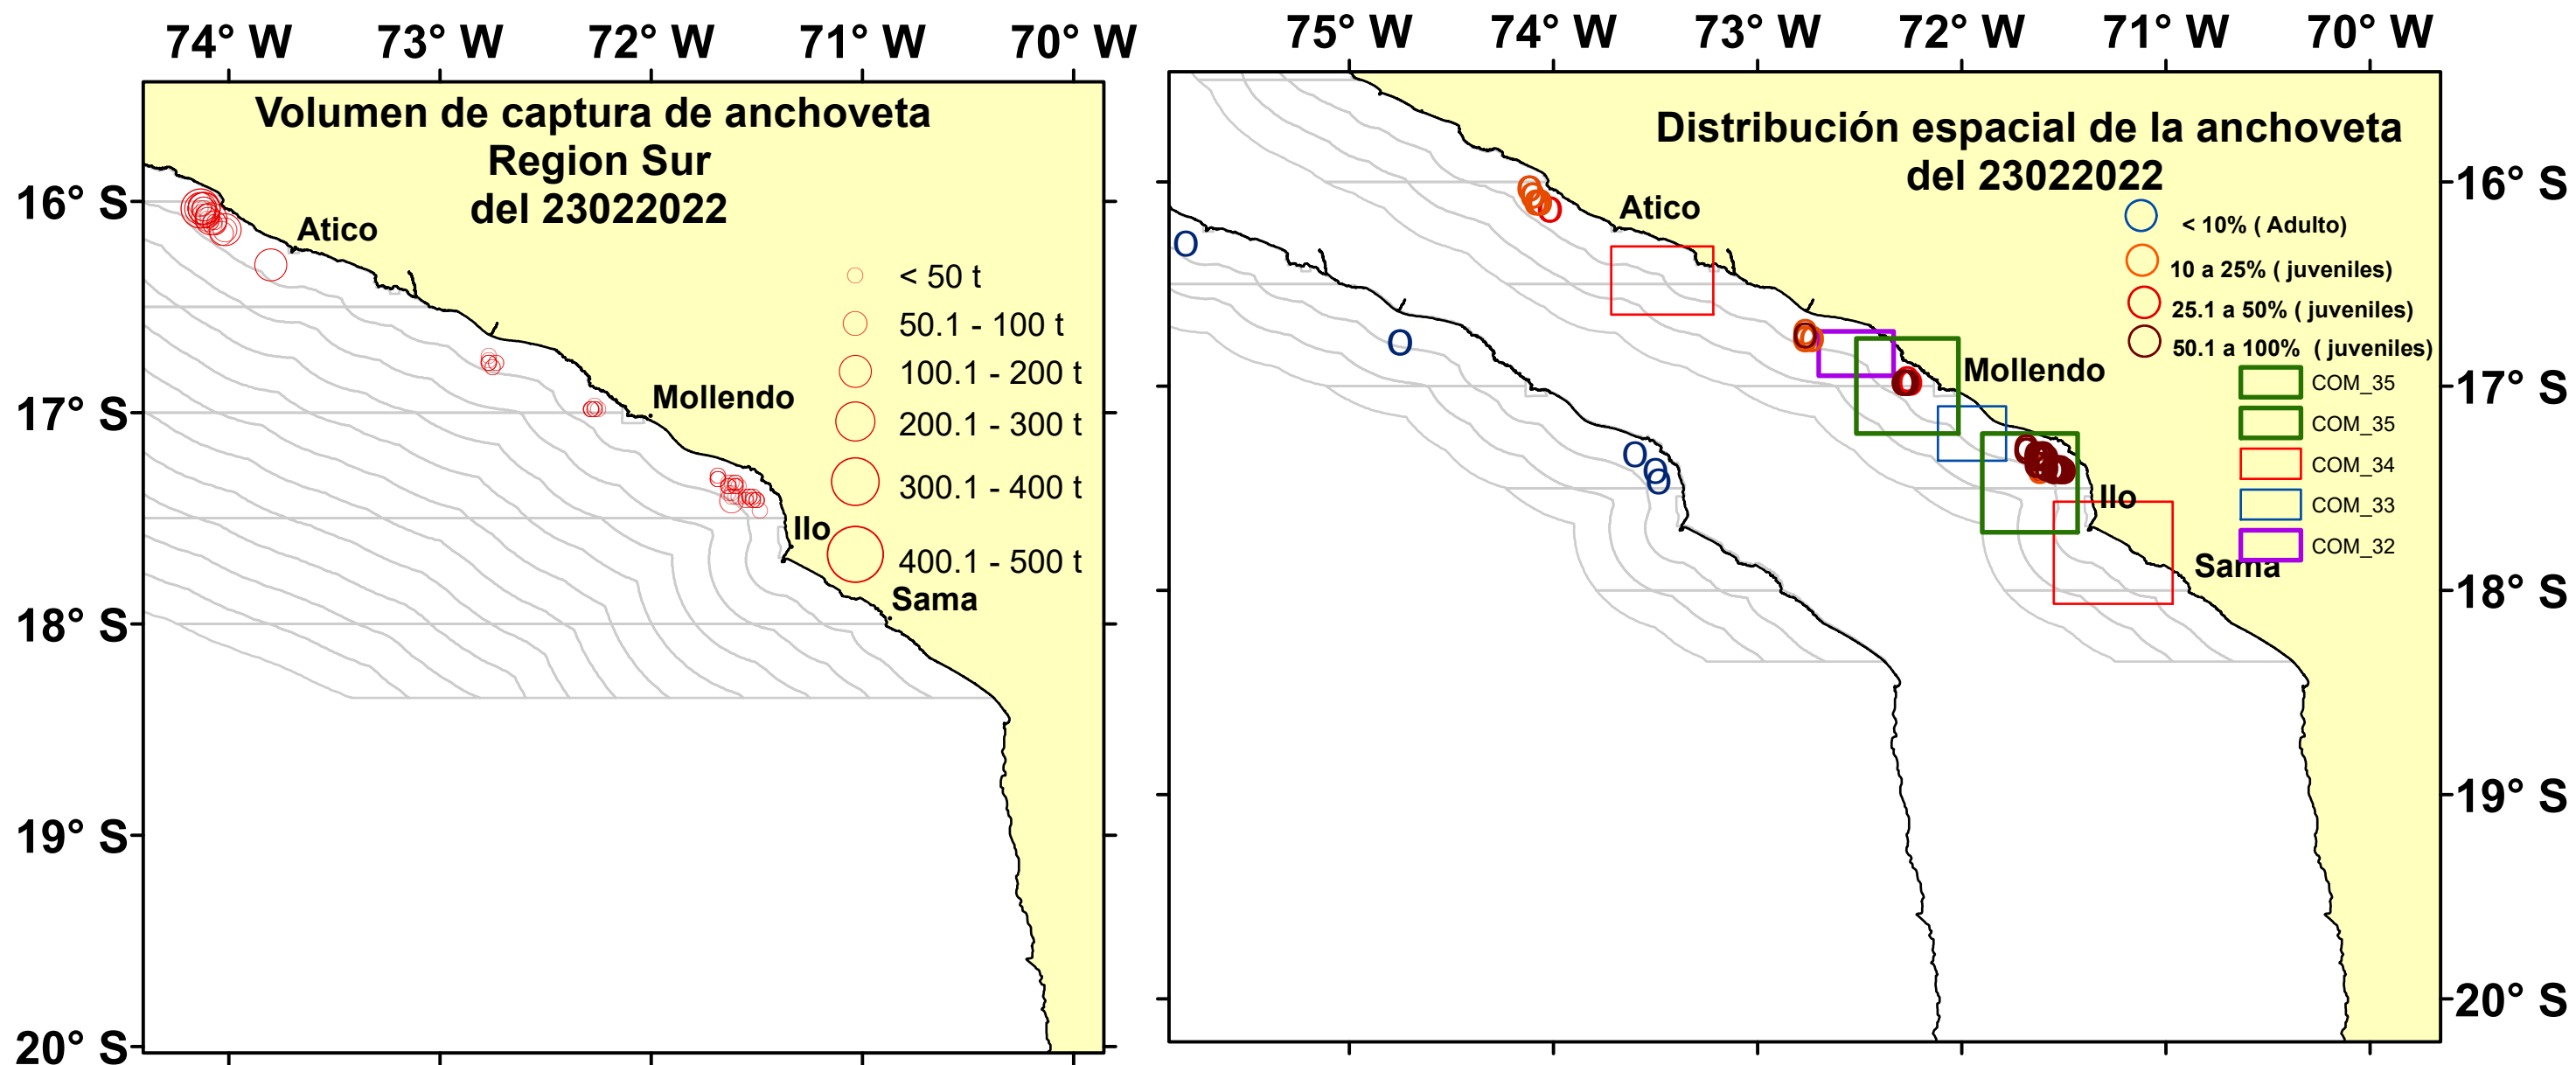 74° W 73° W 72° W 71° W 70° W
Volumen de captura de anchoveta
Region Sur
del 23022022
16° S
17° S
18° S
19° S
20° S
Atico
Mollendo
Ilo
Sama
< 50 t
50.1 - 100 t
100.1 - 200 t
200.1 - 300 t
300.1 - 400 t
400.1 - 500 t
75° W 74° W 73° W 72° W 71° W 70° W
Distribución espacial de la anchoveta
del 23022022
Atico
Mollendo
Ilo
Sama
< 10% ( Adulto)
10 a 25% ( juveniles)
25.1 a 50% ( juveniles)
50.1 a 100% ( juveniles)
COM_35
COM_35
COM_34
COM_33
COM_32
16° S
17° S
18° S
19° S
20° S